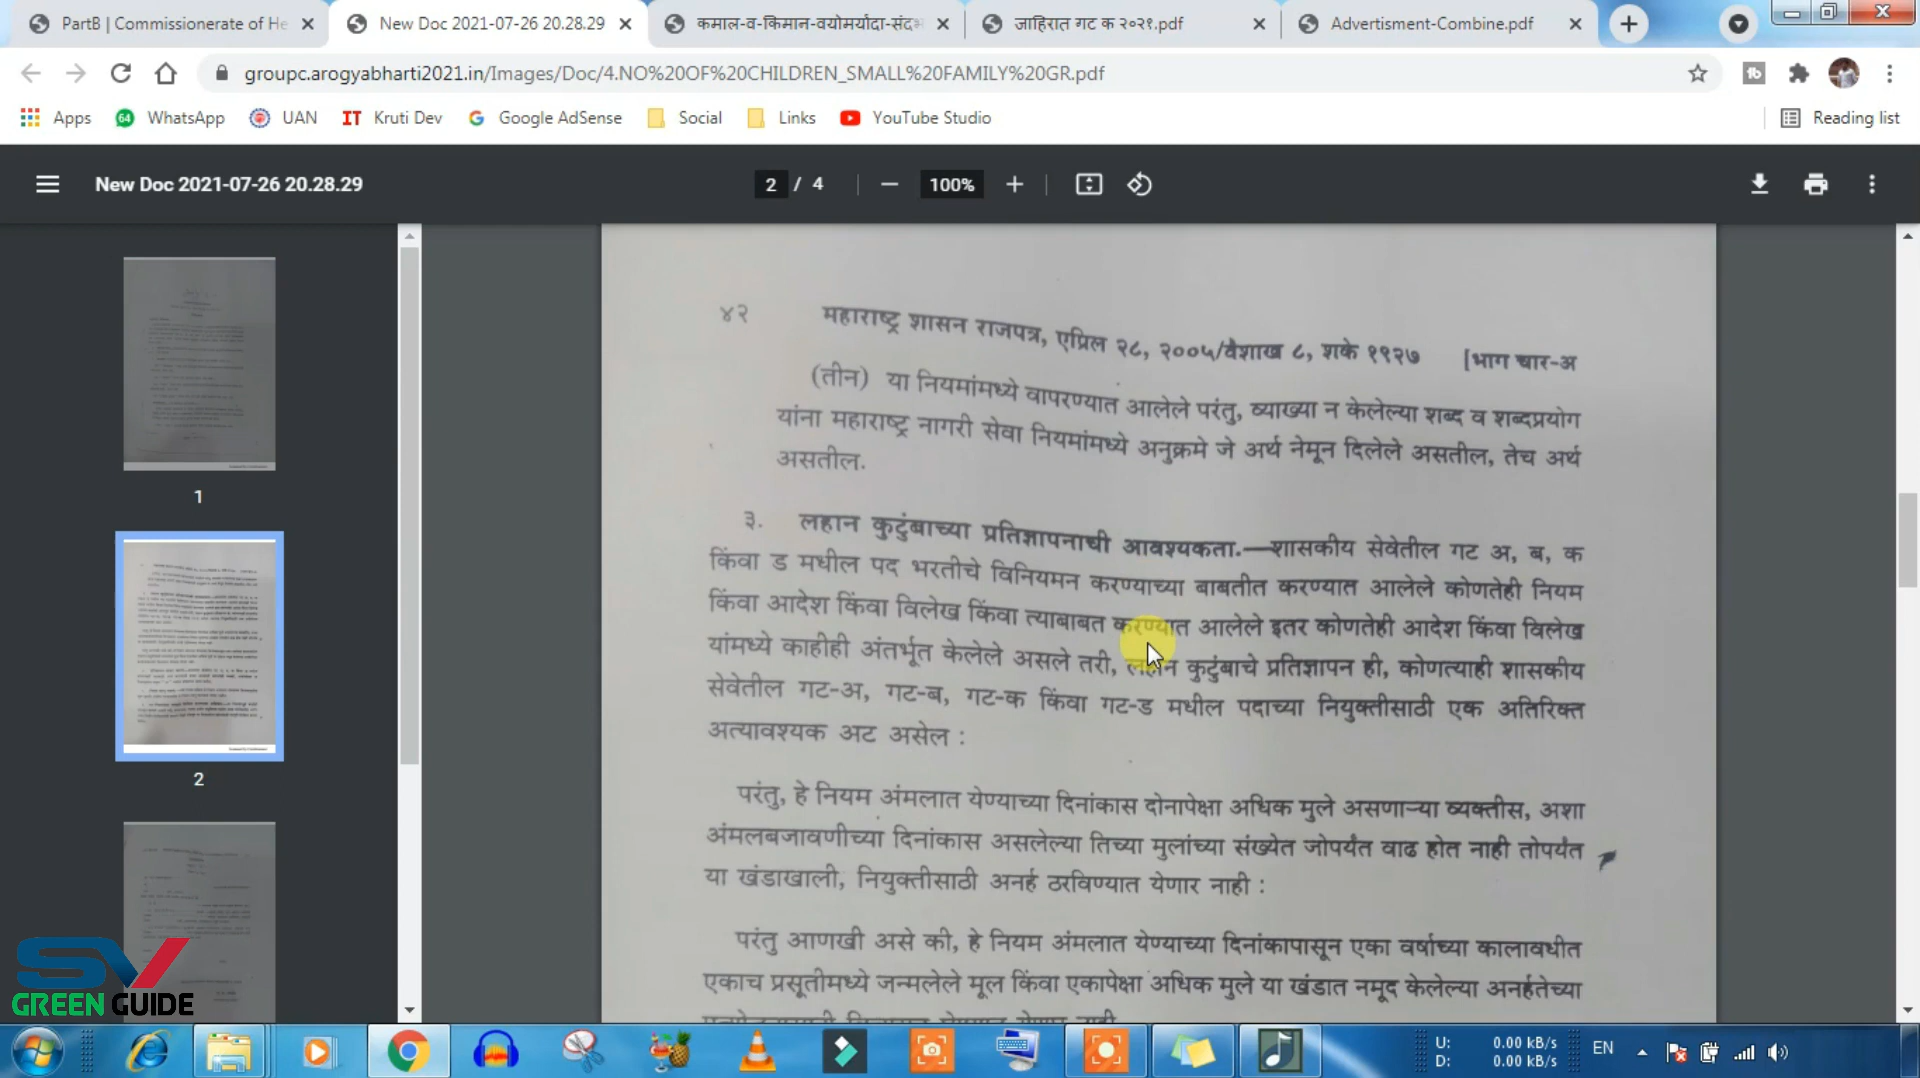 PartB | Commissionerate of He
New Doc 2021-07-26 20.28.29
कमाल-व-किमान-वयोमर्यादा-संदभ
जाहिरात गट क २०२१.pdf
Advertisment-Combine.pdf
groupc.arogyabharti2021.in/Images/Doc/4.NO%20OF%20CHILDREN_SMALL%20FAMILY%20GR.pdf
Apps
64
WhatsApp
UAN
IT Kruti Dev
Google AdSense
Social
Links
YouTube Studio
Reading list
New Doc 2021-07-26 20.28.29
2 / 4
100%
४२ महाराष्ट्र शासन राजपत्र, एप्रिल २८, २००५/वैशाख ८, शके १९२७ [भाग चार-अ
(तीन) या नियमांमध्ये वापरण्यात आलेले परंतु, व्याख्या न केलेल्या शब्द व शब्दप्रयोग
यांना महाराष्ट्र नागरी सेवा नियमांमध्ये अनुक्रमे जे अर्थ नेमून दिलेले असतील, तेच अर्थ
असतील.
३. लहान कुटुंबाच्या प्रतिज्ञापनाची आवश्यकता.—शासकीय सेवेतील गट अ, ब, क
किंवा ड मधील पद भरतीचे विनियमन करण्याच्या बाबतीत करण्यात आलेले कोणतेही नियम
किंवा आदेश किंवा विलेख किंवा त्याबाबत करण्यात आलेले इतर कोणतेही आदेश किंवा विलेख
यांमध्ये काहीही अंतर्भूत केलेले असले तरी, लहान कुटुंबाचे प्रतिज्ञापन ही, कोणत्याही शासकीय
सेवेतील गट-अ, गट-ब, गट-क किंवा गट-ड मधील पदाच्या नियुक्तीसाठी एक अतिरिक्त
अत्यावश्यक अट असेल :
परंतु, हे नियम अंमलात येण्याच्या दिनांकास दोनापेक्षा अधिक मुले असणाऱ्या व्यक्तीस, अशा
अंमलबजावणीच्या दिनांकास असलेल्या तिच्या मुलांच्या संख्येत जोपर्यंत वाढ होत नाही तोपर्यंत
या खंडाखाली, नियुक्तीसाठी अनर्ह ठरविण्यात येणार नाही :
परंतु आणखी असे की, हे नियम अंमलात येण्याच्या दिनांकापासून एका वर्षाच्या कालावधीत
एकाच प्रसूतीमध्ये जन्मलेले मूल किंवा एकापेक्षा अधिक मुले या खंडात नमूद केलेल्या अनर्हतेच्या
1
2
SV
GREEN GUIDE
U: 0.00 kB/s
D: 0.00 kB/s
EN